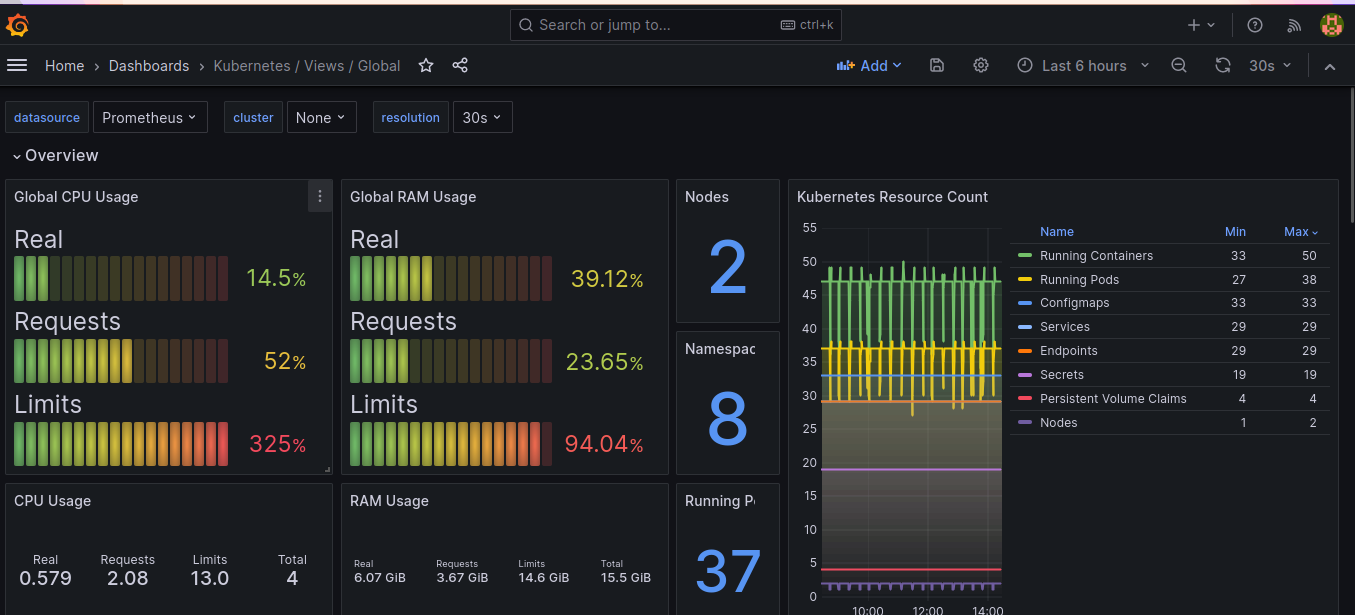 Search or jump to... ctrl+k
Home › Dashboards › Kubernetes / Views / Global Add Last 6 hours 30s
datasource Prometheus cluster None resolution 30s
Overview
Global CPU Usage
Real
14.5%
Requests
52%
Limits
325%
Global RAM Usage
Real
39.12%
Requests
23.65%
Limits
94.04%
Nodes
2
Namespac
8
Kubernetes Resource Count
55
50
45
40
35
30
25
20
15
10
5
0
10:00 12:00 14:00
Name Min Max
Running Containers 33 50
Running Pods 27 38
Configmaps 33 33
Services 29 29
Endpoints 29 29
Secrets 19 19
Persistent Volume Claims 4 4
Nodes 1 2
CPU Usage
Real Requests Limits Total
0.579 2.08 13.0 4
RAM Usage
Real Requests Limits Total
6.07 GiB 3.67 GiB 14.6 GiB 15.5 GiB
Running P
37